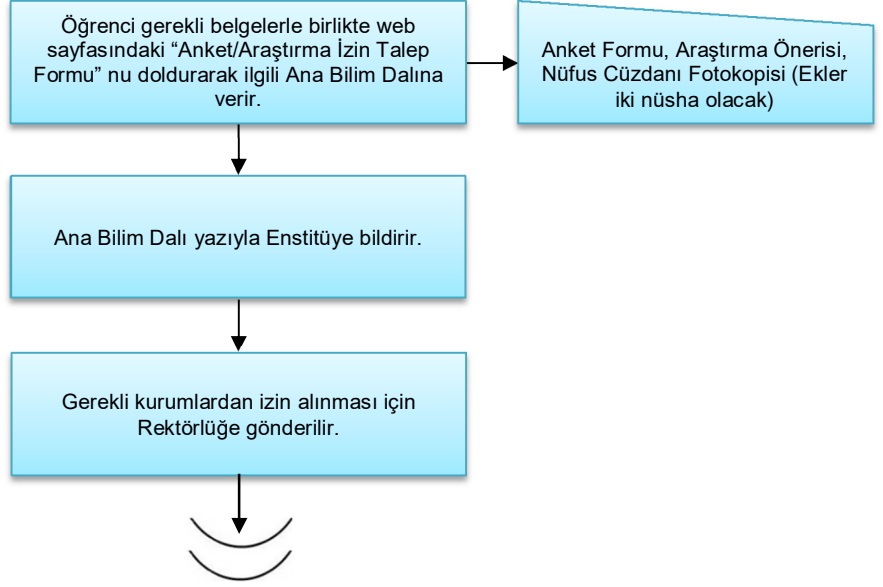 Öğrenci gerekli belgelerle birlikte web
sayfasındaki “Anket/Araştırma İzin Talep
Formu” nu doldurarak ilgili Ana Bilim Dalına
verir.
Anket Formu, Araştırma Önerisi,
Nüfus Cüzdanı Fotokopisi (Ekler
iki nüsha olacak)
Ana Bilim Dalı yazıyla Enstitüye bildirir.
Gerekli kurumlardan izin alınması için
Rektörlüğe gönderilir.